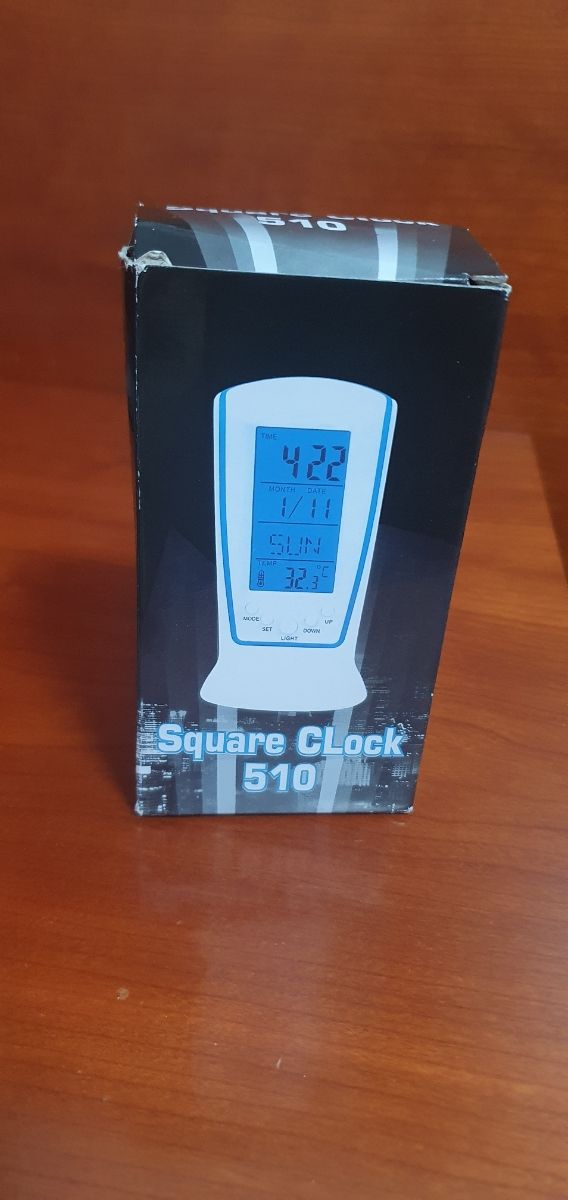 Square Clock
510
TIME
4 22
MONTH DATE
1/11
SUN
TEMP
32.3°C
MODE
SET
LIGHT
DOWN
UP
Square CLock
510